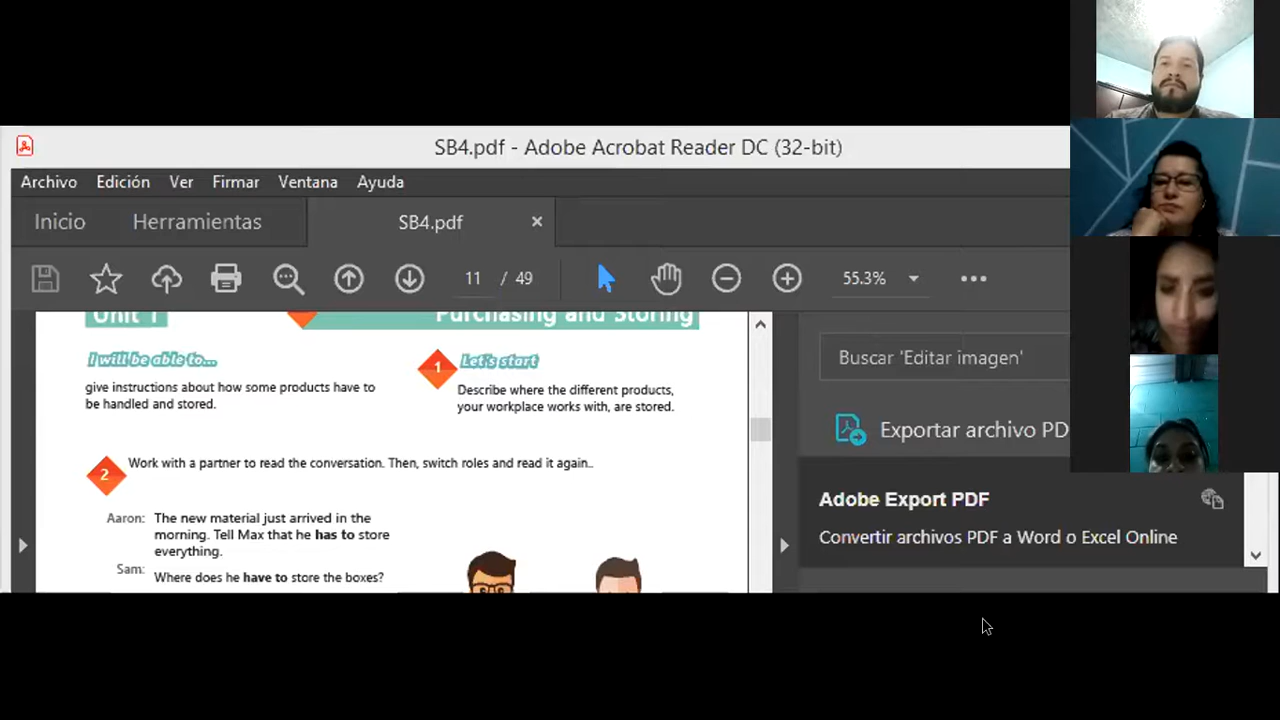 SB4.pdf - Adobe Acrobat Reader DC (32-bit)
Archivo Edición Ver Firmar Ventana Ayuda
Inicio Herramientas SB4.pdf ×
11 / 49 55.3%
Unit 1 Purchasing and Storing
I will be able to...
give instructions about how some products have to
be handled and stored.
1 Let's start
Describe where the different products,
your workplace works with, are stored.
2 Work with a partner to read the conversation. Then, switch roles and read it again..
Aaron: The new material just arrived in the
morning. Tell Max that he has to store
everything.
Sam: Where does he have to store the boxes?
Buscar 'Editar imagen'
Exportar archivo PD
Adobe Export PDF
Convertir archivos PDF a Word o Excel Online